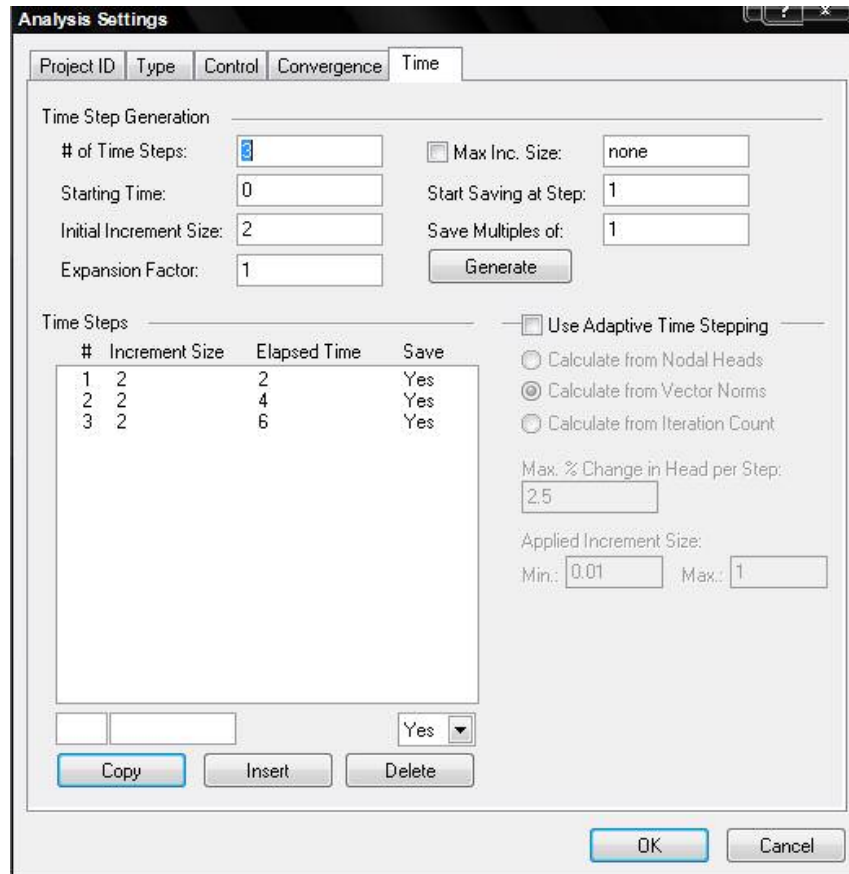 Analysis Settings
Project ID Type Control Convergence Time
Time Step Generation
# of Time Steps: 3
Max Inc. Size: none
Starting Time: 0
Start Saving at Step: 1
Initial Increment Size: 2
Save Multiples of: 1
Expansion Factor: 1
Generate
Time Steps
# Increment Size Elapsed Time Save
1 2 2 Yes
2 2 4 Yes
3 2 6 Yes
Yes
Copy Insert Delete
Use Adaptive Time Stepping
Calculate from Nodal Heads
Calculate from Vector Norms
Calculate from Iteration Count
Max. % Change in Head per Step:
2.5
Applied Increment Size:
Min.: 0.01 Max.: 1
OK Cancel